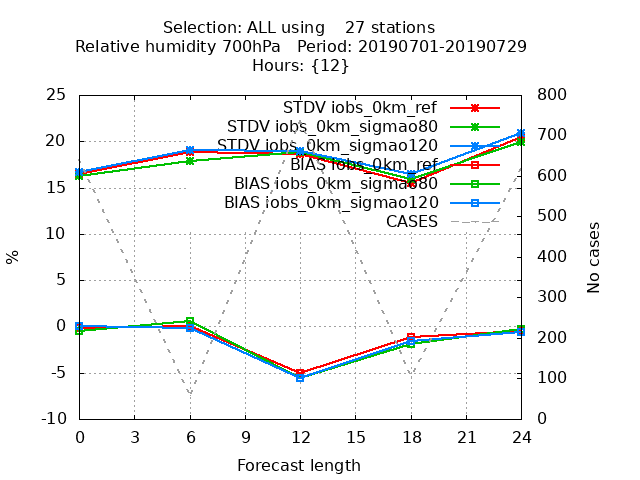 Selection: ALL using    27 stations
Relative humidity 700hPa   Period: 20190701-20190729
Hours: {12}
25
20
15
10
5
0
-5
-10
%
800
700
600
500
400
300
200
100
0
No cases
STDV iobs_0km_ref
STDV iobs_0km_sigmao80
STDV iobs_0km_sigmao120
BIAS iobs_0km_ref
BIAS iobs_0km_sigmao80
BIAS iobs_0km_sigmao120
CASES
0 3 6 9 12 15 18 21 24
Forecast length